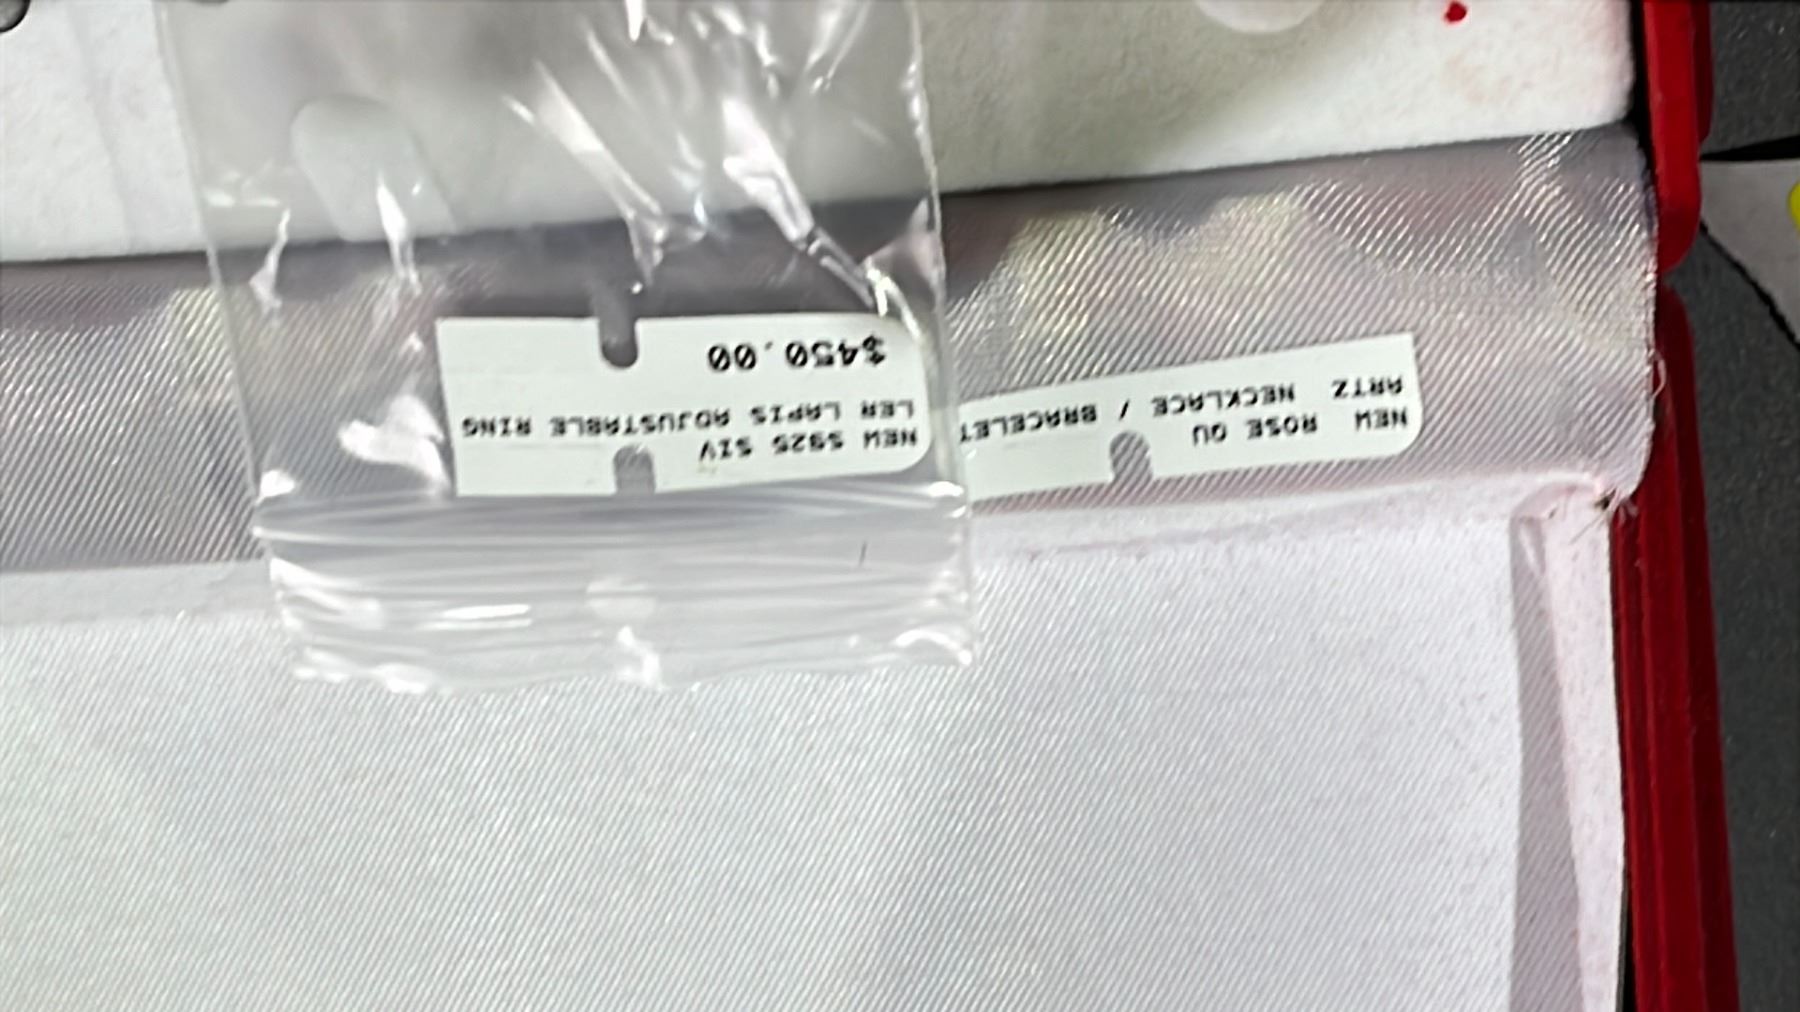 NEW S925 SIV
LER LAPIS ADJUSTABLE RING
$450.00
NEW ROSE QU
ARTZ NECKLACE / BRACELET